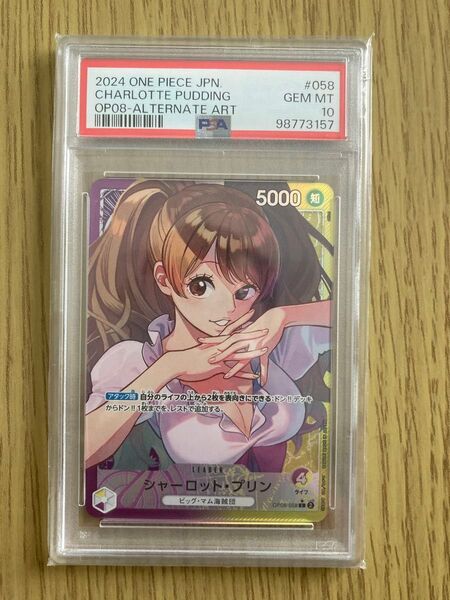 2024 ONE PIECE JPN. #058
CHARLOTTE PUDDING GEM MT
OP08-ALTERNATE ART 10
PSA 98773157
5000 知
アタック時 自分のライフの上から2枚を表向きにできる:ドン!!デッキ
からドン!!1枚までを、レストで追加する。
LEADER
シャーロット・プリン
4
ライフ
ビッグ・マム海賊団
OP08-058 L 2